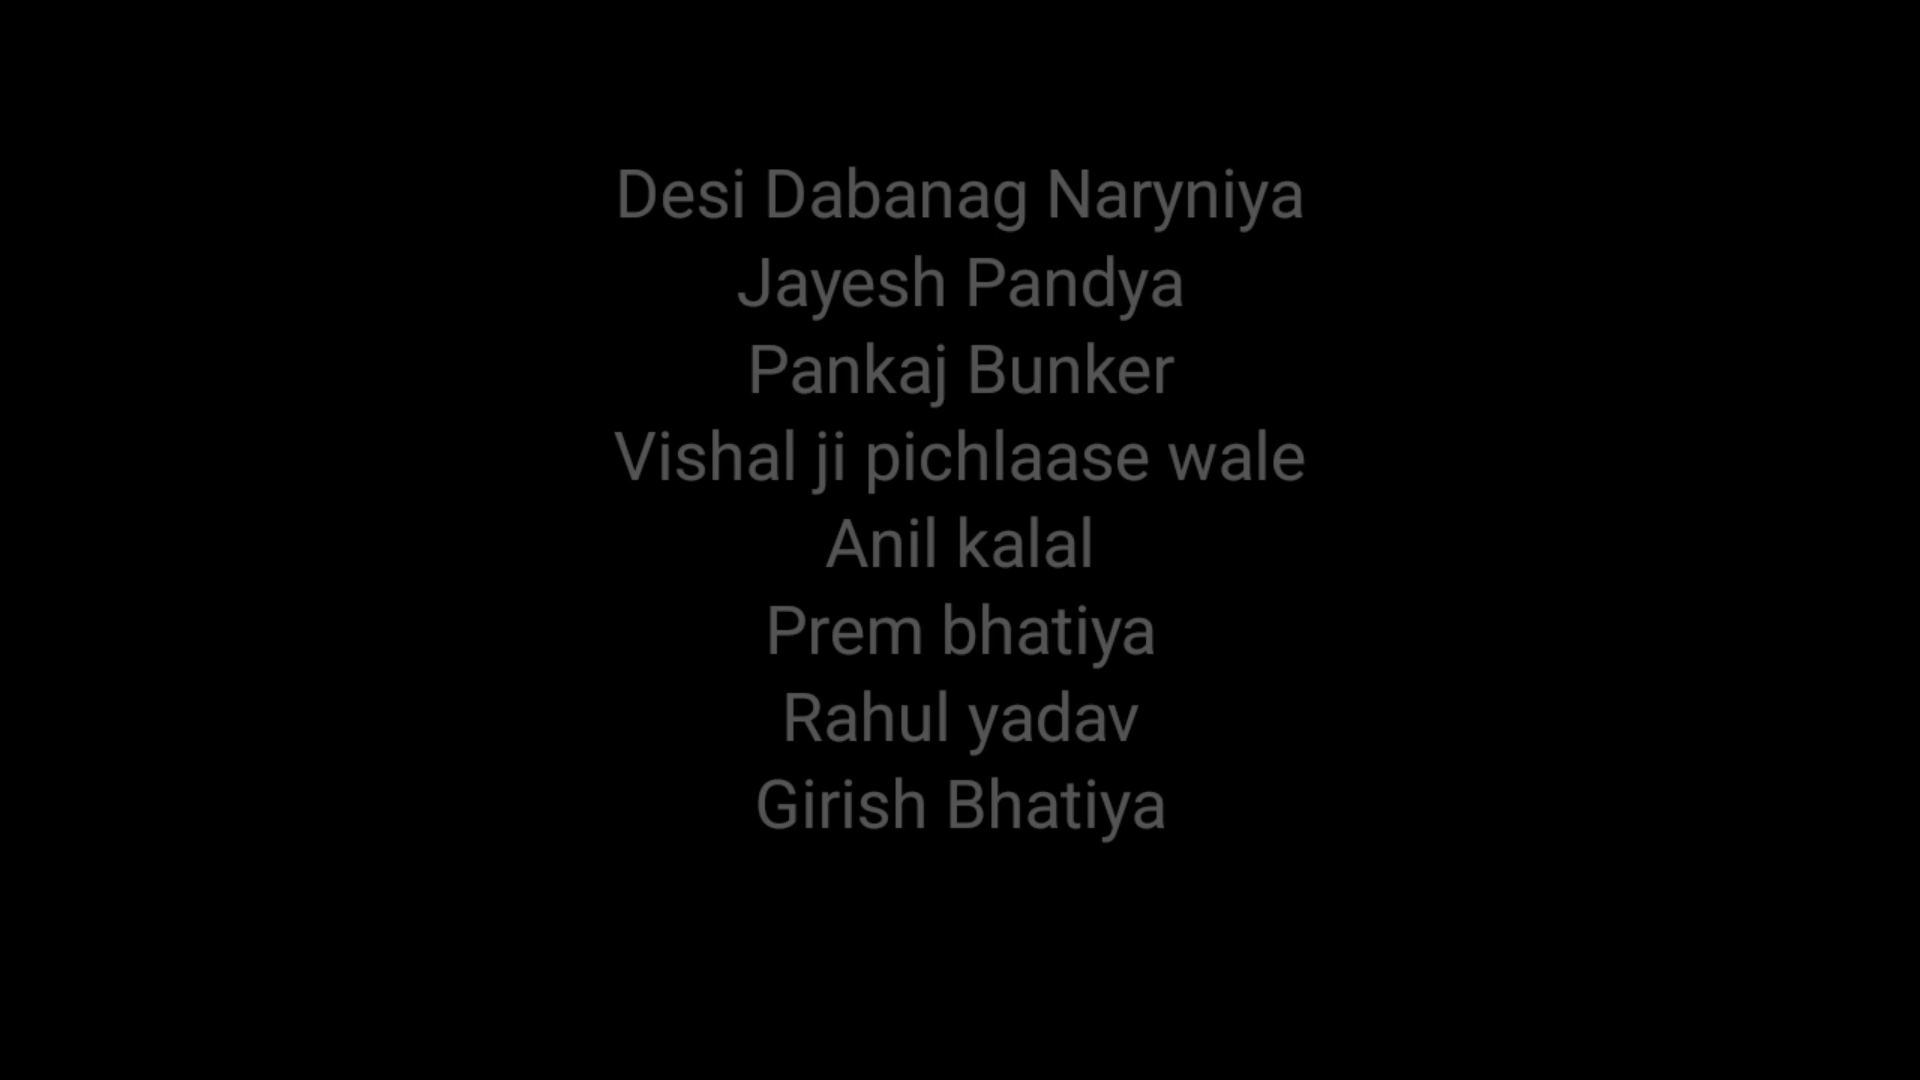 Desi Dabanag Naryniya
Jayesh Pandya
Pankaj Bunker
Vishal ji pichlaase wale
Anil kalal
Prem bhatiya
Rahul yadav
Girish Bhatiya